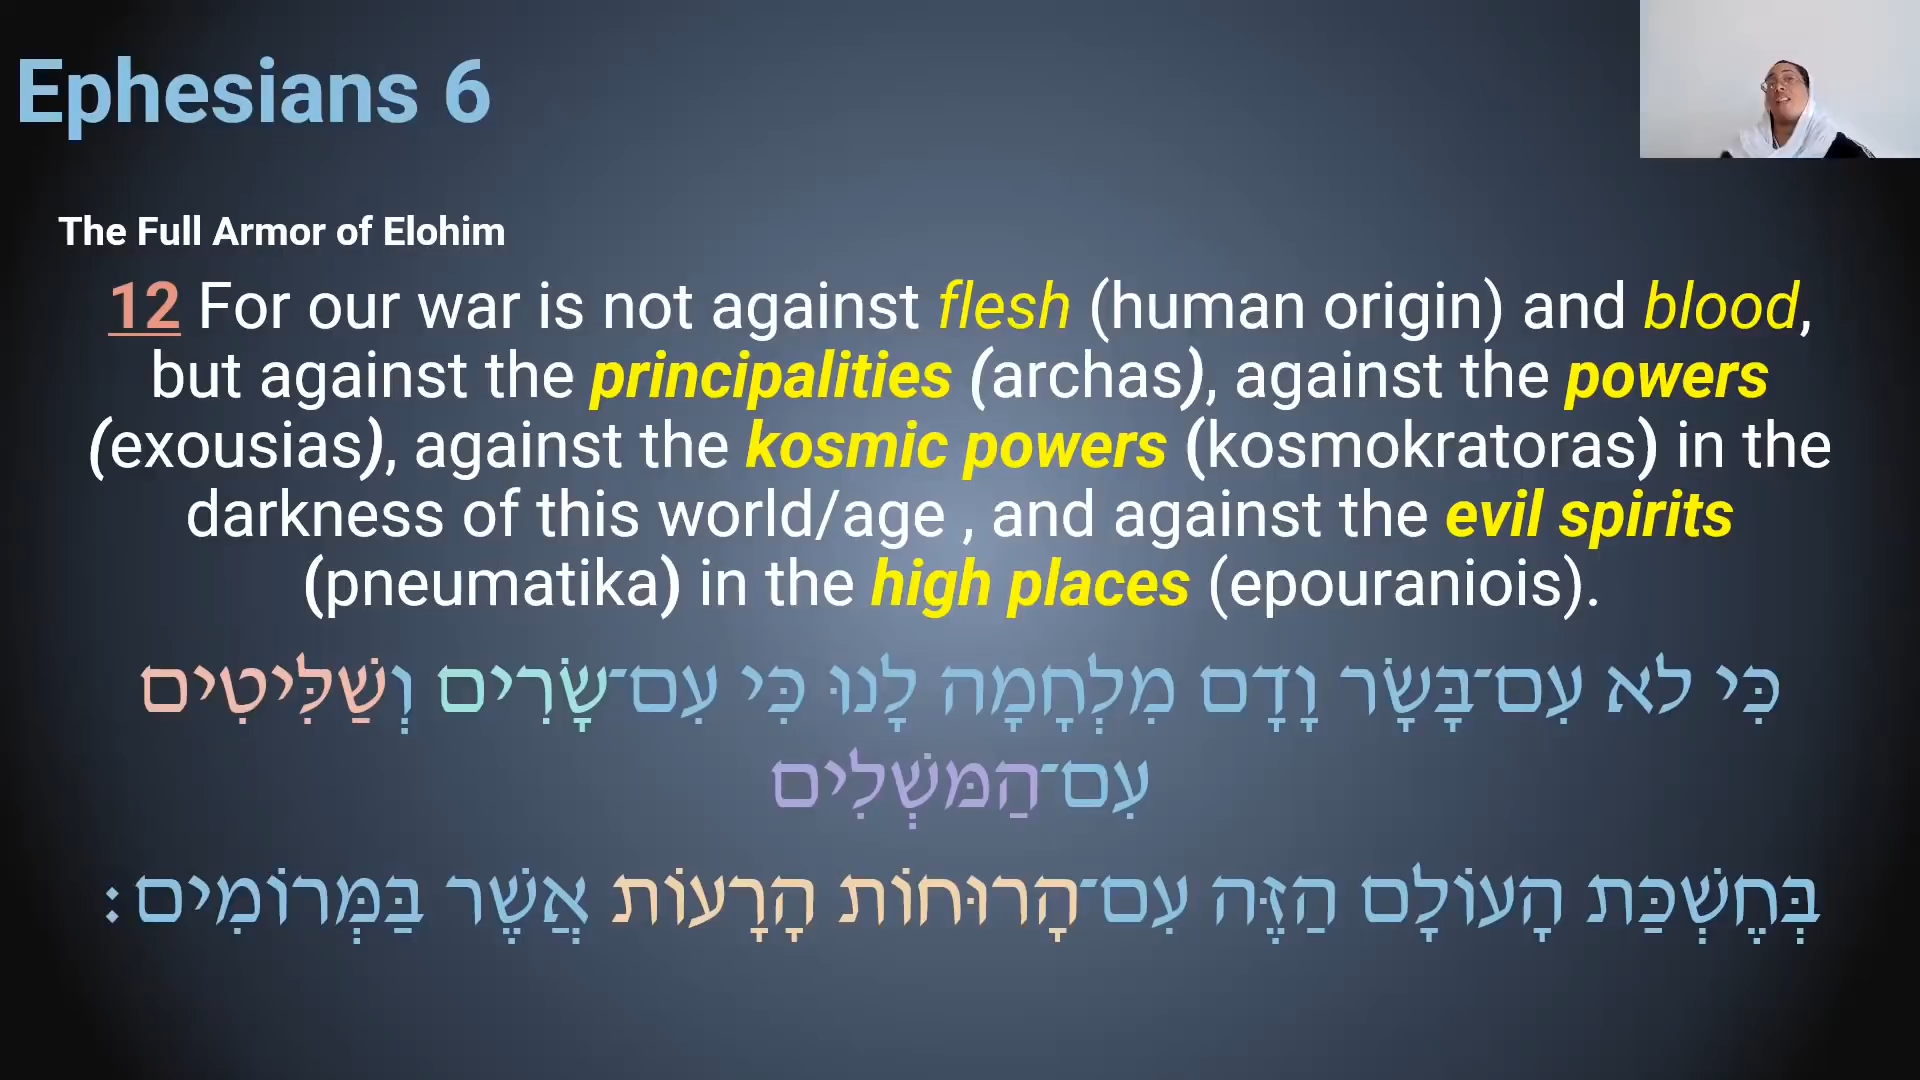 Ephesians 6
The Full Armor of Elohim
12 For our war is not against flesh (human origin) and blood,
but against the principalities (archas), against the powers
(exousias), against the kosmic powers (kosmokratoras) in the
darkness of this world/age , and against the evil spirits
(pneumatika) in the high places (epouraniois).
כִּי לֹא עִם־בָּשָׂר וָדָם מִלְחָמָה לָנוּ כִּי עִם־שָׂרִים וְשַׁלִּיטִים
עִם־הַמּשְׁלִים
בְּחֶשְׁכַּת הָעוֹלָם הַזֶּה עִם־הָרוּחוֹת הָרָעוֹת אֲשֶׁר בַּמְּרוֹמִים׃